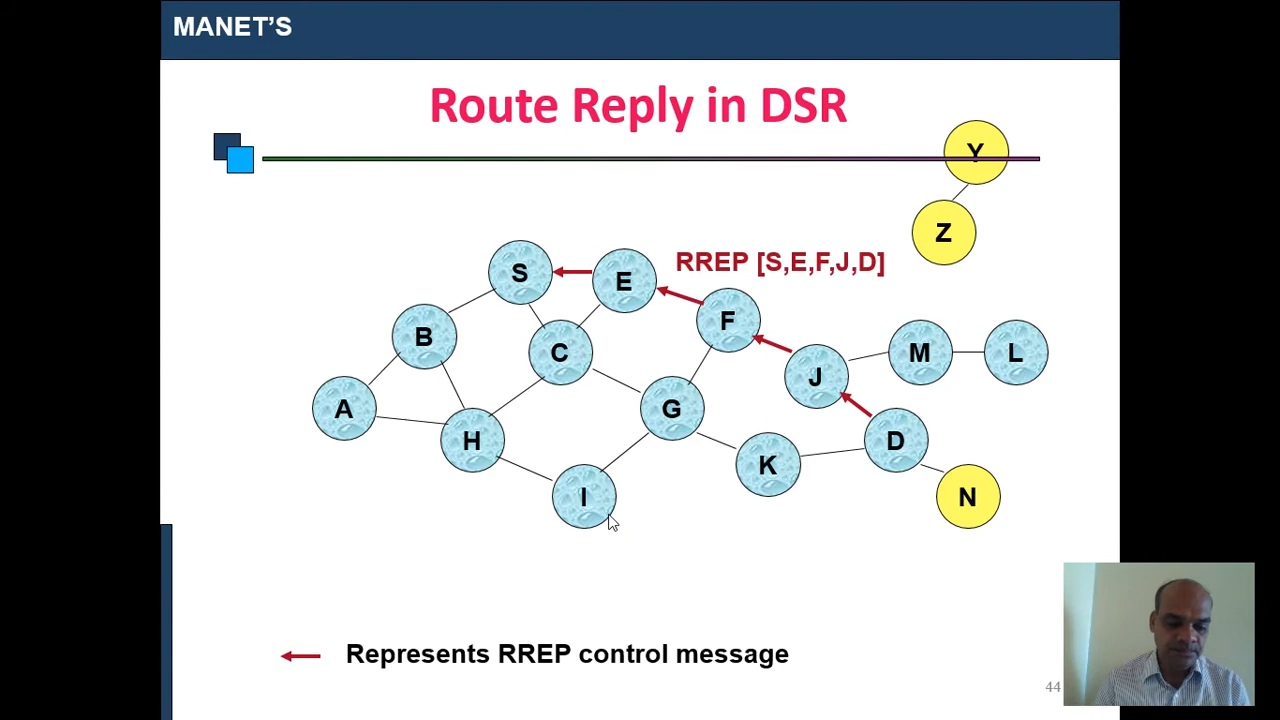 MANET'S
Route Reply in DSR
Y
Z
S
E
RREP [S,E,F,J,D]
F
B
C
M
L
J
A
G
H
D
K
I
N
Represents RREP control message
44